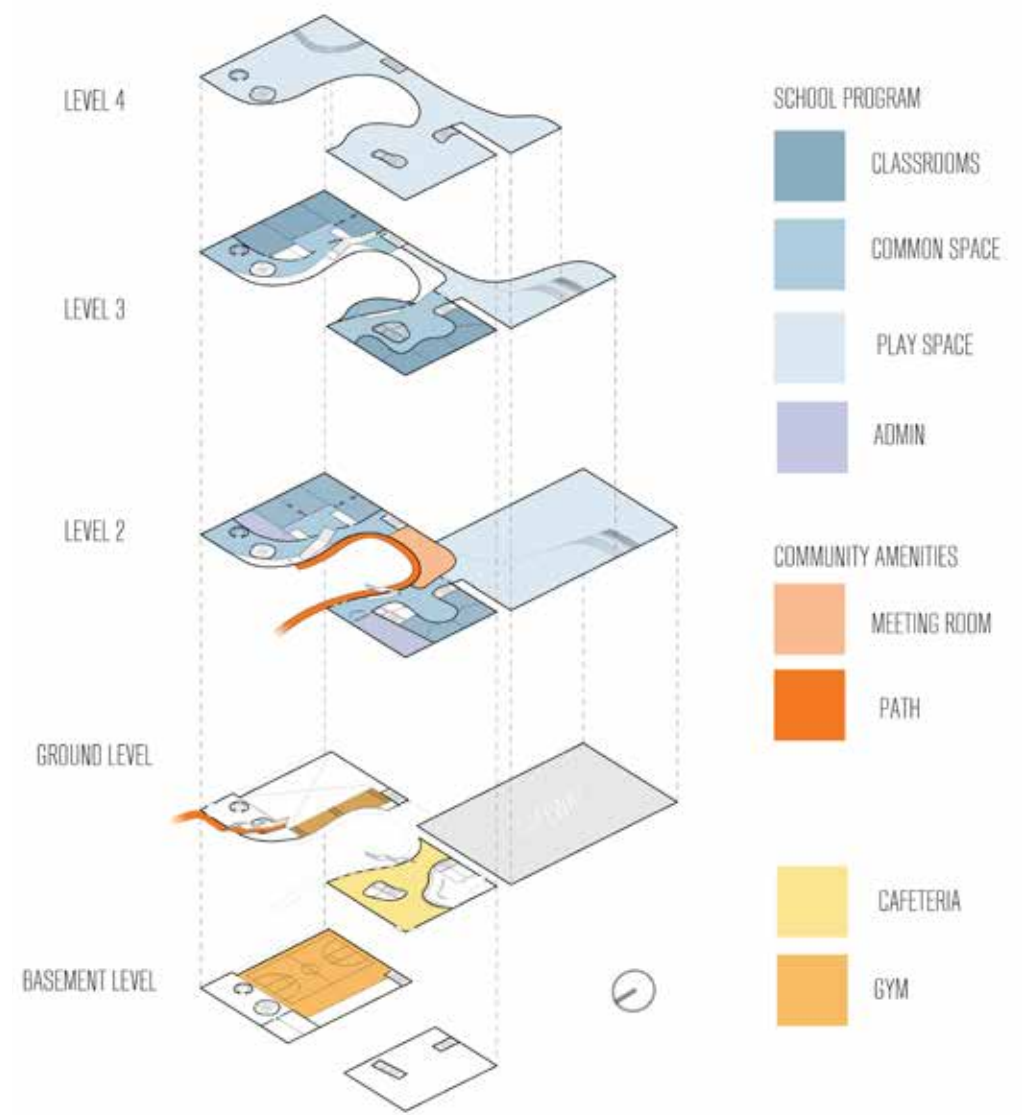 LEVEL 4
LEVEL 3
LEVEL 2
GROUND LEVEL
BASEMENT LEVEL
SCHOOL PROGRAM
CLASSROOMS
COMMON SPACE
PLAY SPACE
ADMIN
COMMUNITY AMENITIES
MEETING ROOM
PATH
CAFETERIA
GYM